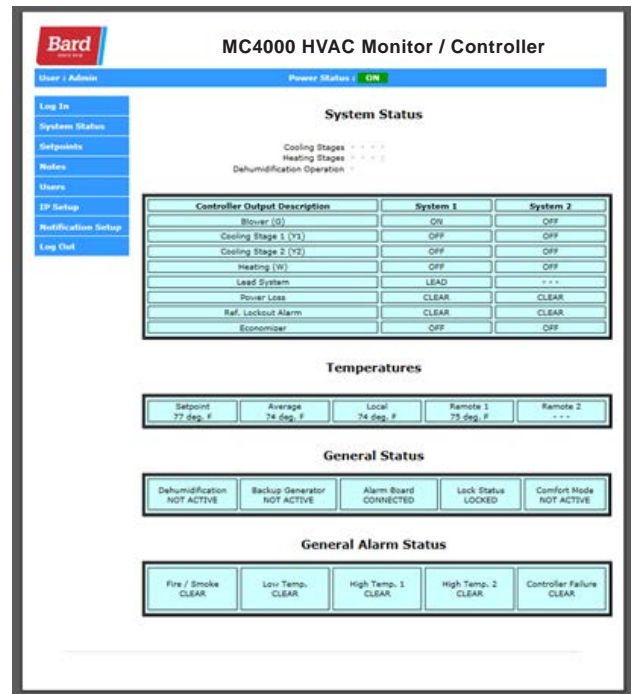 Bard
MC4000 HVAC Monitor / Controller
User : Admin
Power Status : ON
Log In
System Status
Setpoints
Notes
Users
IP Setup
Notification Setup
Log Out
System Status
Cooling Stages - - - -
Heating Stages - - - -
Dehumidification Operation -
Controller Output Description System 1 System 2
Blower (G) ON OFF
Cooling Stage 1 (Y1) OFF OFF
Cooling Stage 2 (Y2) OFF OFF
Heating (W) OFF OFF
Lead System LEAD - - -
Power Loss CLEAR CLEAR
Ref. Lockout Alarm CLEAR CLEAR
Economizer OFF OFF
Temperatures
Setpoint Average Local Remote 1 Remote 2
77 deg. F 74 deg. F 74 deg. F 75 deg. F - - -
General Status
Dehumidification Backup Generator Alarm Board Lock Status Comfort Mode
NOT ACTIVE NOT ACTIVE CONNECTED LOCKED NOT ACTIVE
General Alarm Status
Fire / Smoke Low Temp. High Temp. 1 High Temp. 2 Controller Failure
CLEAR CLEAR CLEAR CLEAR CLEAR